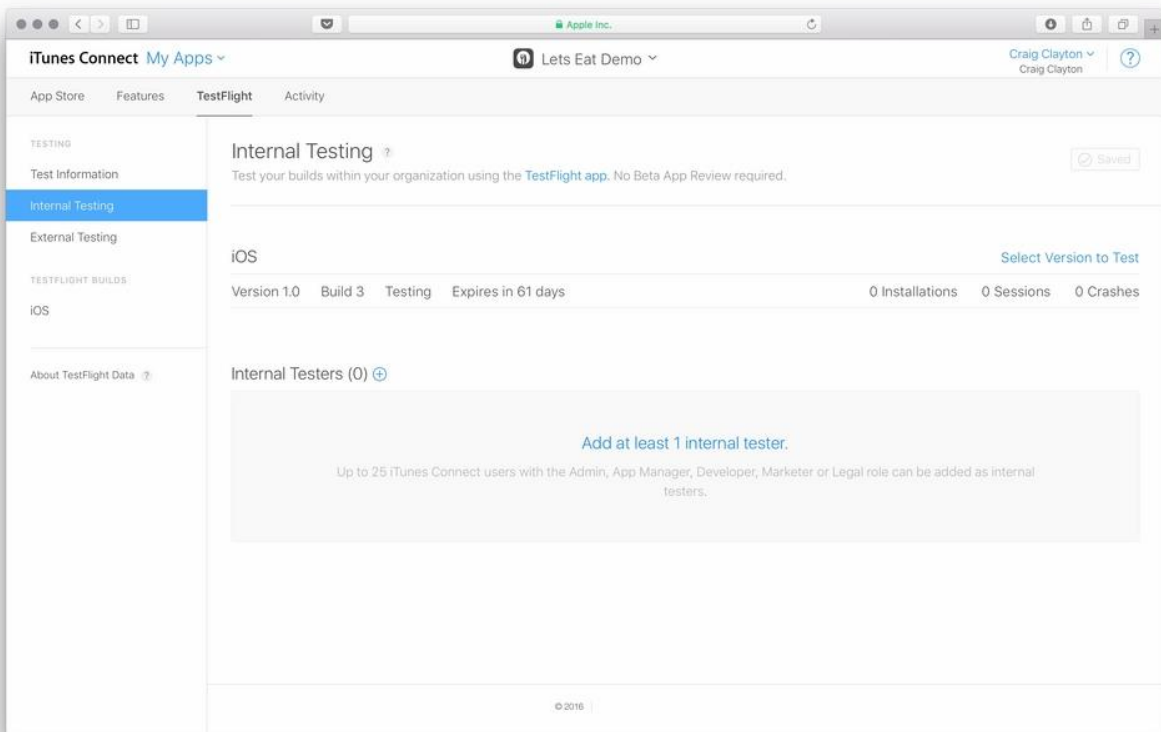 Apple Inc.
iTunes Connect My Apps
Lets Eat Demo
Craig Clayton
Craig Clayton
?
App Store Features TestFlight Activity
TESTING
Test Information
Internal Testing
External Testing
TESTFLIGHT BUILDS
iOS
About TestFlight Data ?
Internal Testing ?
Saved
Test your builds within your organization using the TestFlight app. No Beta App Review required.
iOS Select Version to Test
Version 1.0 Build 3 Testing Expires in 61 days 0 Installations 0 Sessions 0 Crashes
Internal Testers (0)
Add at least 1 internal tester.
Up to 25 iTunes Connect users with the Admin, App Manager, Developer, Marketer or Legal role can be added as internal
testers.
© 2016